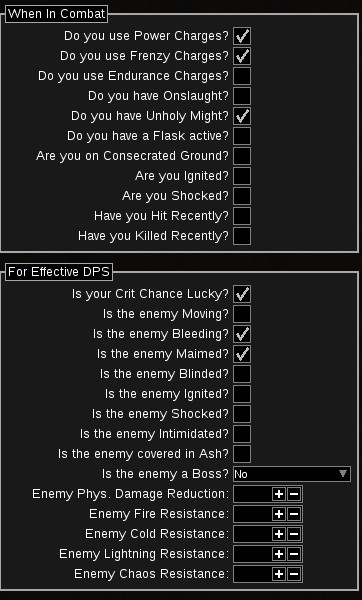 When In Combat
Do you use Power Charges?
Do you use Frenzy Charges?
Do you use Endurance Charges?
Do you have Onslaught?
Do you have Unholy Might?
Do you have a Flask active?
Are you on Consecrated Ground?
Are you Ignited?
Are you Shocked?
Have you Hit Recently?
Have you Killed Recently?
For Effective DPS
Is your Crit Chance Lucky?
Is the enemy Moving?
Is the enemy Bleeding?
Is the enemy Maimed?
Is the enemy Blinded?
Is the enemy Ignited?
Is the enemy Shocked?
Is the enemy Intimidated?
Is the enemy covered in Ash?
Is the enemy a Boss? No
Enemy Phys. Damage Reduction: + -
Enemy Fire Resistance: + -
Enemy Cold Resistance: + -
Enemy Lightning Resistance: + -
Enemy Chaos Resistance: + -